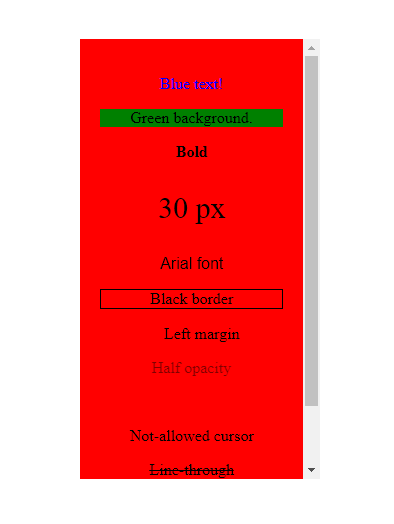 Blue text!
Green background.
Bold
30 px
Arial font
Black border
Left margin
Half opacity
Not-allowed cursor
Line-through